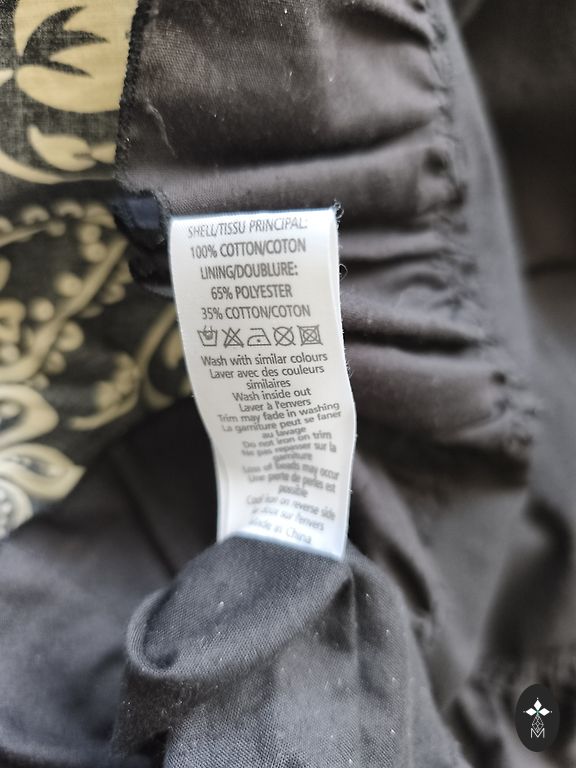 SHELL/TISSU PRINCIPAL:
100% COTTON/COTON
LINING/DOUBLURE:
65% POLYESTER
35% COTTON/COTON
Wash with similar colours
Laver avec des couleurs
similaires
Wash inside out
Laver à l'envers
Trim may fade in washing
La garniture peut se faner
au lavage
Do not iron on trim
Ne pas repasser sur la
garniture
Loss of beads may occur
Une perte de perles est
possible
Cool iron on reverse side
doux sur l'envers
Made in China
M